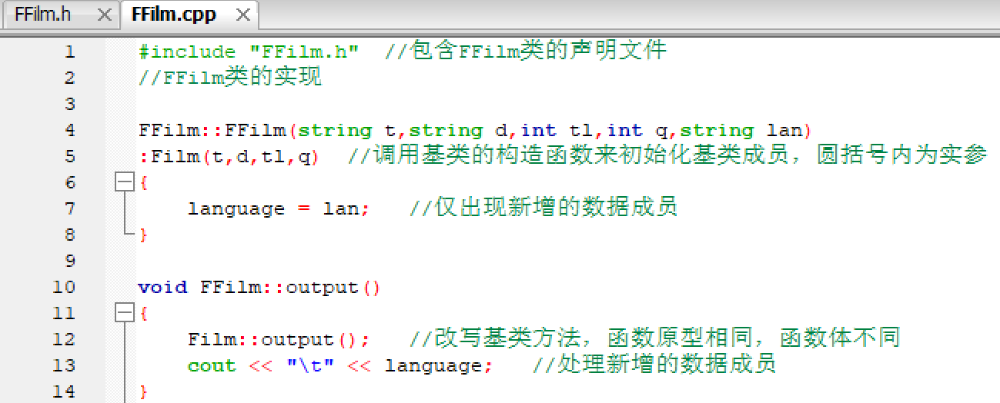 FFilm.h × FFilm.cpp ×
1 #include "FFilm.h" //包含FFilm类的声明文件
2 //FFilm类的实现
3
4 FFilm::FFilm(string t,string d,int tl,int q,string lan)
5 :Film(t,d,tl,q) //调用基类的构造函数来初始化基类成员，圆括号内为实参
6 {
7 language = lan; //仅出现新增的数据成员
8 }
9
10 void FFilm::output()
11 {
12 Film::output(); //改写基类方法，函数原型相同，函数体不同
13 cout << "\t" << language; //处理新增的数据成员
14 }